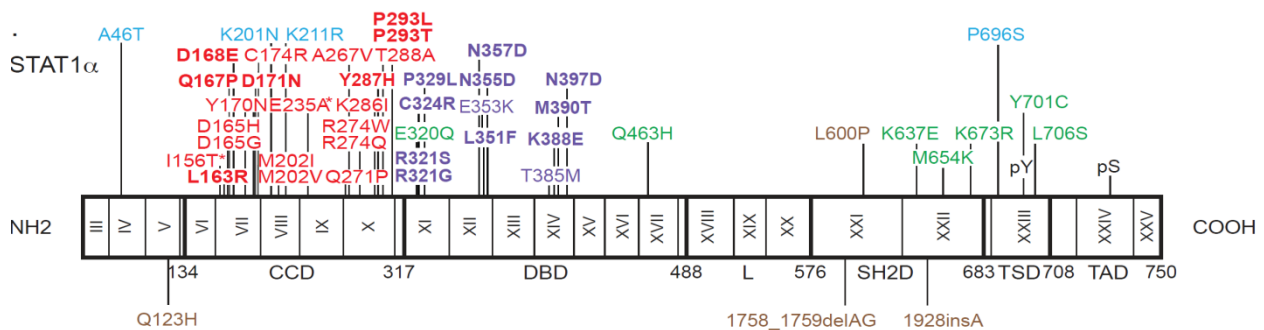 P293L
A46T K201N K211R P293T P696S
STAT1α D168E C174R A267V T288A N357D
Q167P D171N Y287H P329L N355D N397D
Y170N E235A* K286I C324R E353K M390T Y701C
D165H R274W E320Q L351F K388E Q463H L600P K637E K673R L706S
D165G R274Q
I156T* M202I R321S M654K pY pS
L163R M202V Q271P R321G T385M
NH2 III IV V VI VII VIII IX X XI XII XIII XIV XV XVI XVII XVIII XIX XX XXI XXII XXIII XXIV XXV COOH
134 CCD 317 DBD 488 L 576 SH2D 683 TSD 708 TAD 750
Q123H 1758_1759delAG 1928insA